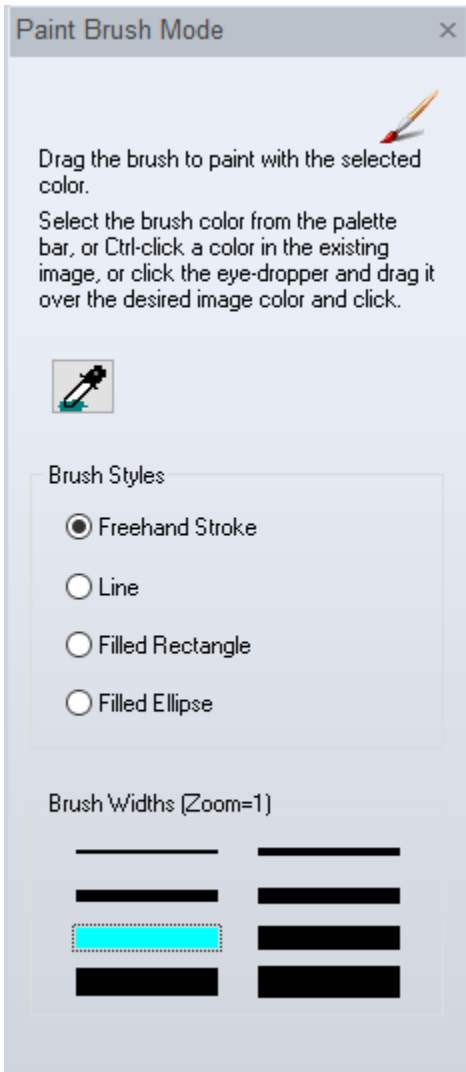 Paint Brush Mode
Drag the brush to paint with the selected
color.
Select the brush color from the palette
bar, or Ctrl-click a color in the existing
image, or click the eye-dropper and drag it
over the desired image color and click.
Brush Styles
Freehand Stroke
Line
Filled Rectangle
Filled Ellipse
Brush Widths (Zoom=1)